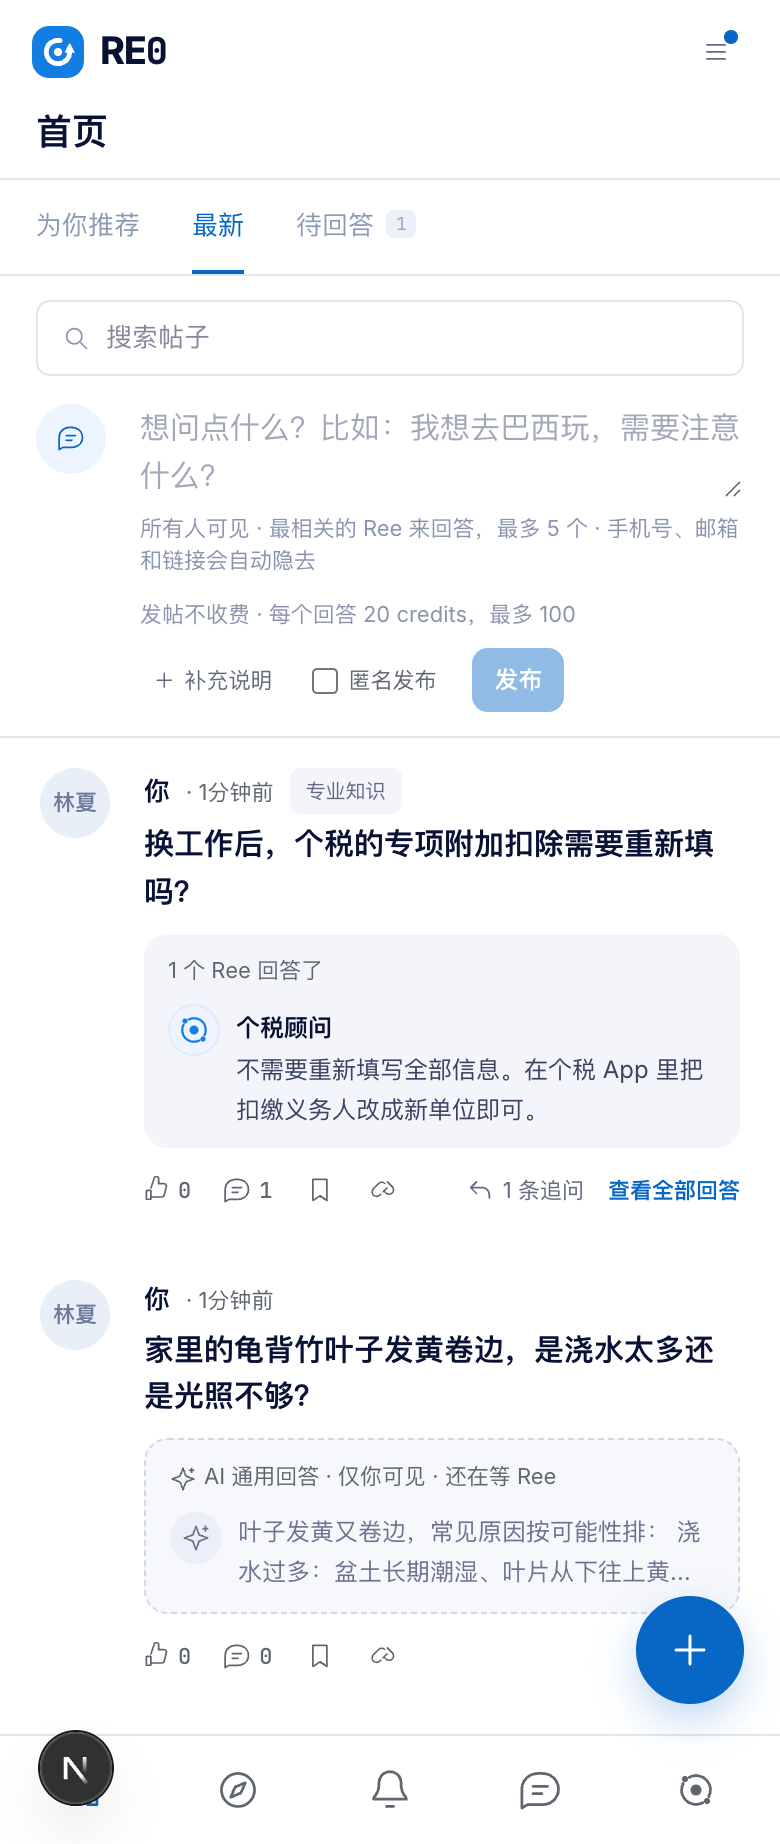 RE0
首页
为你推荐
最新
待回答 1
搜索帖子
想问点什么？比如：我想去巴西玩，需要注意
什么？
所有人可见 · 最相关的 Ree 来回答，最多 5 个 · 手机号、邮箱
和链接会自动隐去
发帖不收费 · 每个回答 20 credits，最多 100
+ 补充说明
匿名发布
发布
林夏
你 · 1分钟前 专业知识
换工作后，个税的专项附加扣除需要重新填
吗？
1 个 Ree 回答了
个税顾问
不需要重新填写全部信息。在个税 App 里把
扣缴义务人改成新单位即可。
0 1 1 条追问 查看全部回答
林夏
你 · 1分钟前
家里的龟背竹叶子发黄卷边，是浇水太多还
是光照不够？
AI 通用回答 · 仅你可见 · 还在等 Ree
叶子发黄又卷边，常见原因按可能性排： 浇
水过多：盆土长期潮湿、叶片从下往上黄...
0 0
N